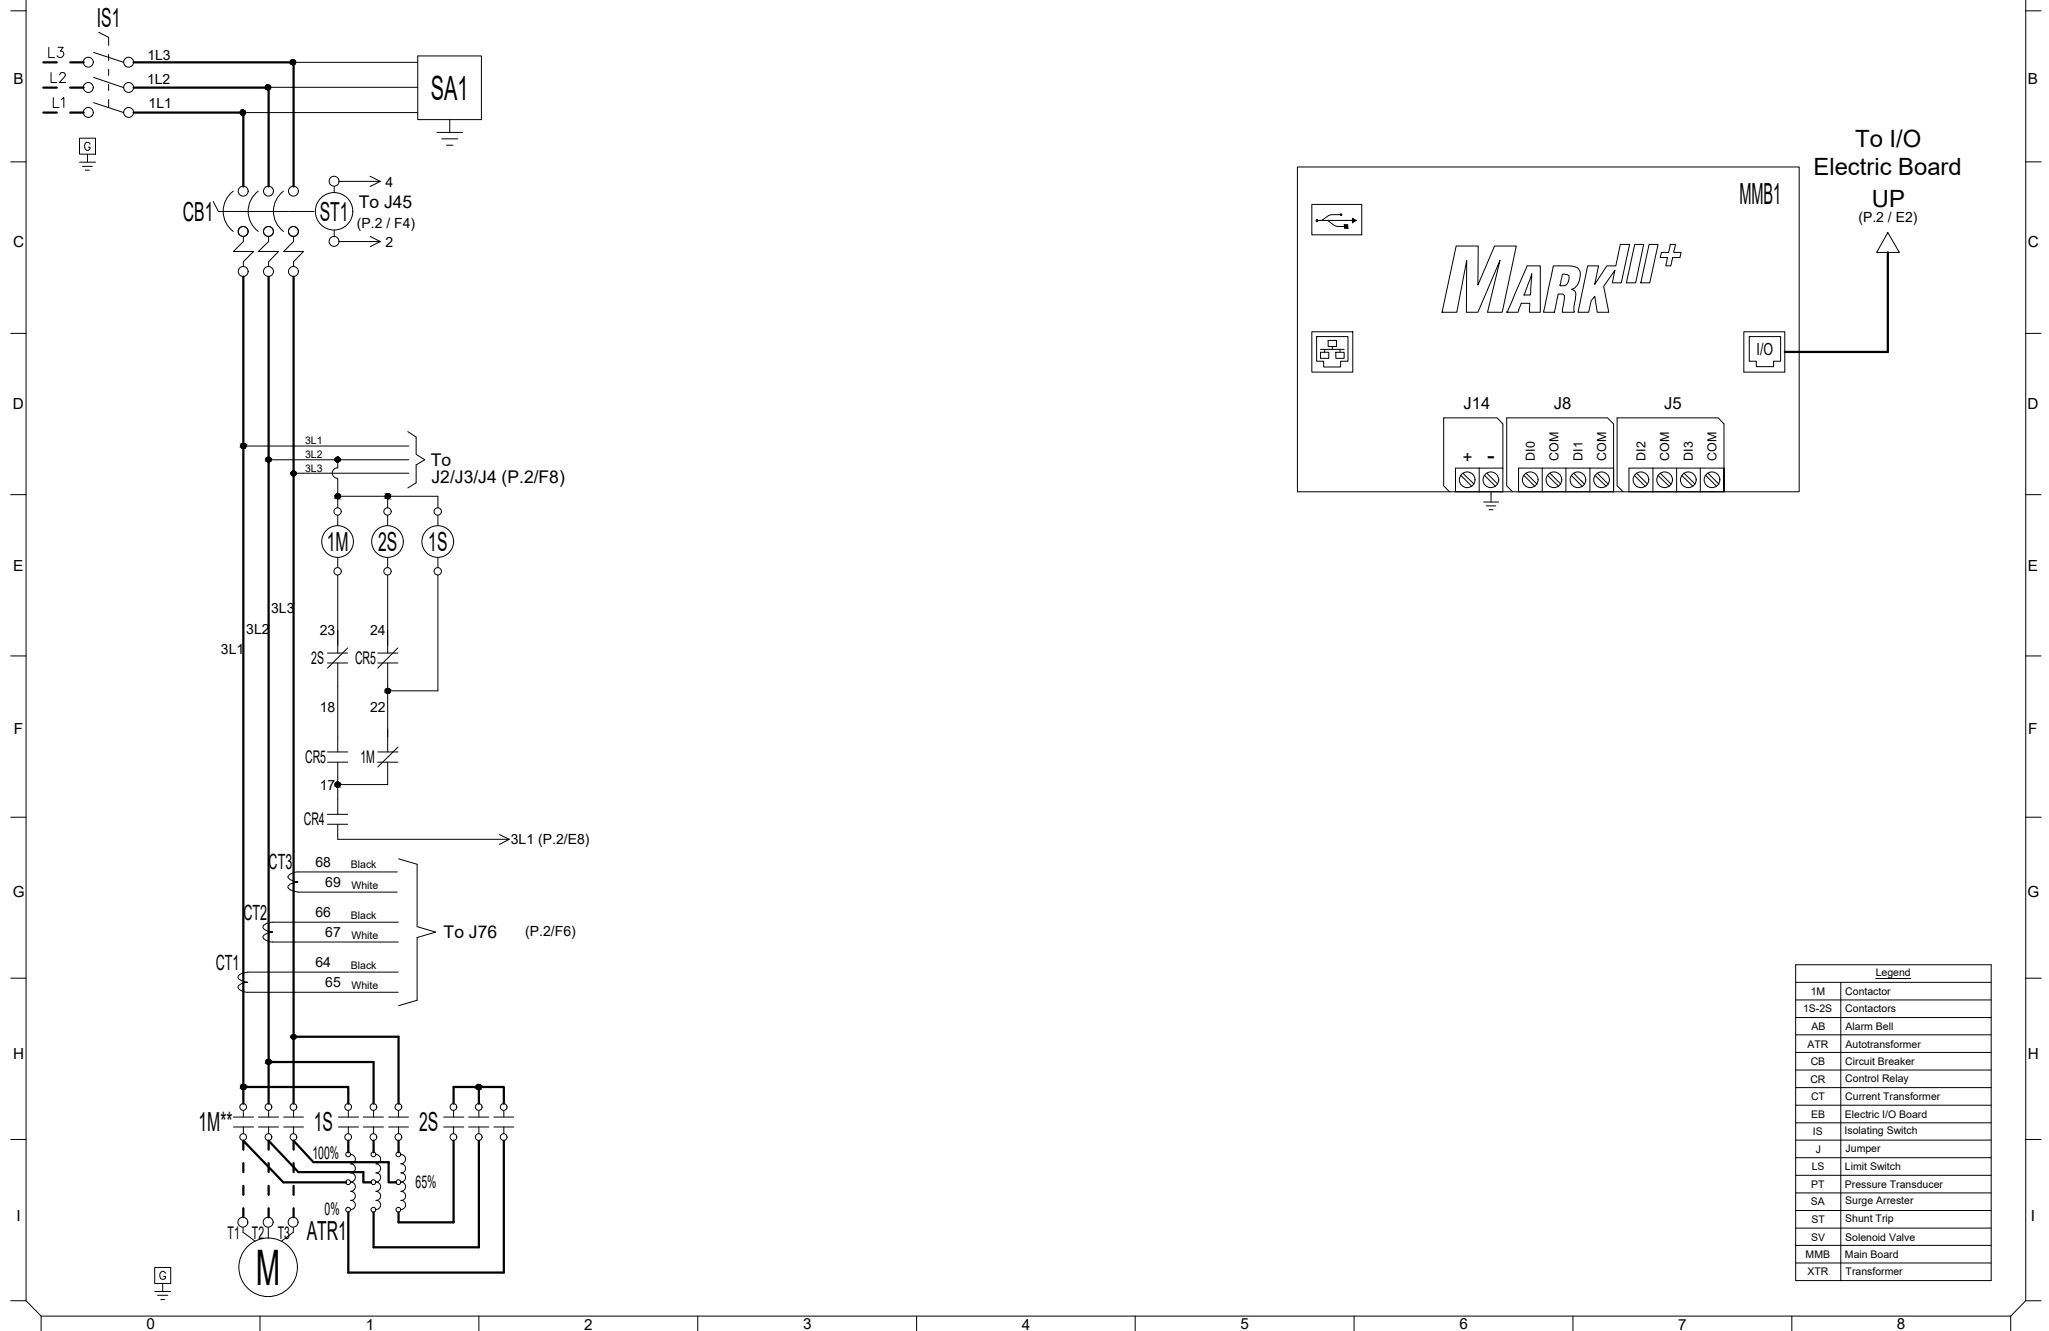 IS1
L3
1L3
L2
1L2
L1
1L1
SA1
B
B
G
To I/O
Electric Board
UP
(P.2 / E2)
MMB1
CB1
ST1
4
To J45
(P.2 / F4)
2
C
C
MARKIII+
I/O
D
D
J14
J8
J5
+
-
DI0
COM
DI1
COM
DI2
COM
DI3
COM
3L1
3L2
3L3
To
J2/J3/J4 (P.2/F8)
1M
2S
1S
E
E
3L3
3L2
3L1
23
24
2S
CR5
18
22
F
F
CR5
1M
17
CR4
3L1 (P.2/E8)
CT3
68
Black
69
White
G
G
CT2
66
Black
67
White
To J76
(P.2/F6)
CT1
64
Black
65
White
H
H
1M**
1S
2S
100%
65%
0%
ATR1
T1
T2
T3
M
G
I
I
Legend
1M Contactor
1S-2S Contactors
AB Alarm Bell
ATR Autotransformer
CB Circuit Breaker
CR Control Relay
CT Current Transformer
EB Electric I/O Board
IS Isolating Switch
J Jumper
LS Limit Switch
PT Pressure Transducer
SA Surge Arrester
ST Shunt Trip
SV Solenoid Valve
MMB Main Board
XTR Transformer
0 1 2 3 4 5 6 7 8